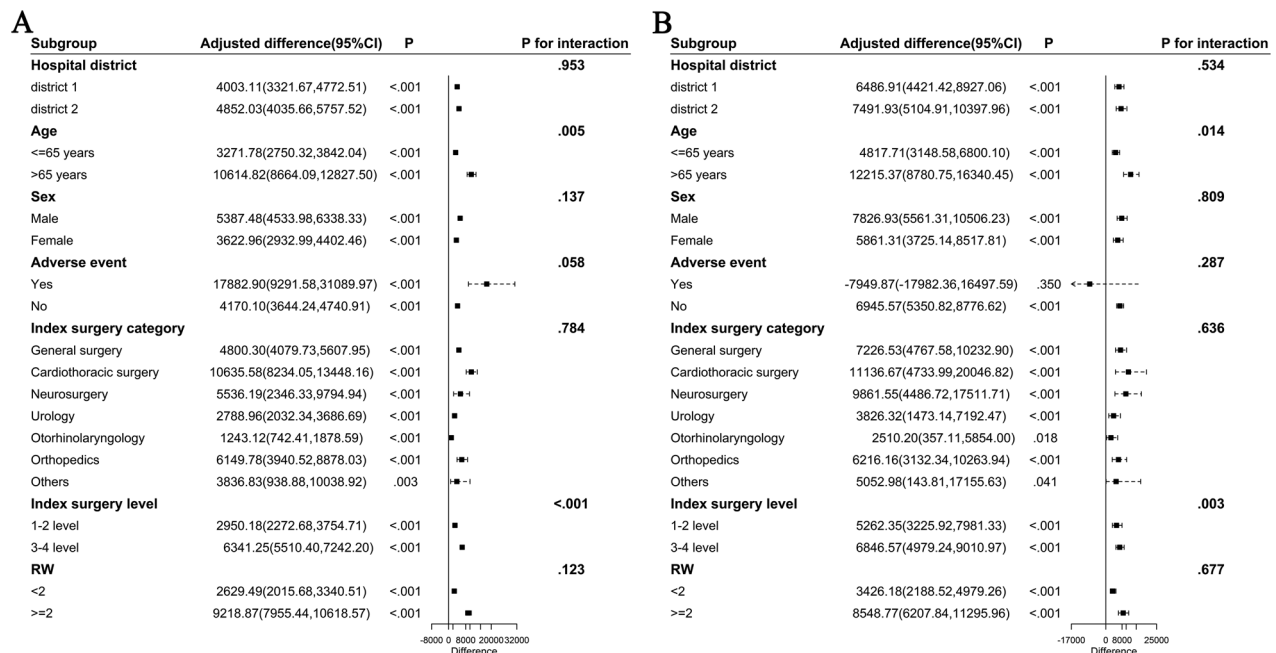 A
Subgroup Adjusted difference(95%CI) P P for interaction
Hospital district .953
district 1 4003.11(3321.67,4772.51) <.001
district 2 4852.03(4035.66,5757.52) <.001
Age .005
<=65 years 3271.78(2750.32,3842.04) <.001
>65 years 10614.82(8664.09,12827.50) <.001
Sex .137
Male 5387.48(4533.98,6338.33) <.001
Female 3622.96(2932.99,4402.46) <.001
Adverse event .058
Yes 17882.90(9291.58,31089.97) <.001
No 4170.10(3644.24,4740.91) <.001
Index surgery category .784
General surgery 4800.30(4079.73,5607.95) <.001
Cardiothoracic surgery 10635.58(8234.05,13448.16) <.001
Neurosurgery 5536.19(2346.33,9794.94) <.001
Urology 2788.96(2032.34,3686.69) <.001
Otorhinolaryngology 1243.12(742.41,1878.59) <.001
Orthopedics 6149.78(3940.52,8878.03) <.001
Others 3836.83(938.88,10038.92) .003
Index surgery level <.001
1-2 level 2950.18(2272.68,3754.71) <.001
3-4 level 6341.25(5510.40,7242.20) <.001
RW .123
<2 2629.49(2015.68,3340.51) <.001
>=2 9218.87(7955.44,10618.57) <.001
-8000 0 8000 20000 32000
Difference
B
Subgroup Adjusted difference(95%CI) P P for interaction
Hospital district .534
district 1 6486.91(4421.42,8927.06) <.001
district 2 7491.93(5104.91,10397.96) <.001
Age .014
<=65 years 4817.71(3148.58,6800.10) <.001
>65 years 12215.37(8780.75,16340.45) <.001
Sex .809
Male 7826.93(5561.31,10506.23) <.001
Female 5861.31(3725.14,8517.81) <.001
Adverse event .287
Yes -7949.87(-17982.36,16497.59) .350
No 6945.57(5350.82,8776.62) <.001
Index surgery category .636
General surgery 7226.53(4767.58,10232.90) <.001
Cardiothoracic surgery 11136.67(4733.99,20046.82) <.001
Neurosurgery 9861.55(4486.72,17511.71) <.001
Urology 3826.32(1473.14,7192.47) <.001
Otorhinolaryngology 2510.20(357.11,5854.00) .018
Orthopedics 6216.16(3132.34,10263.94) <.001
Others 5052.98(143.81,17155.63) .041
Index surgery level .003
1-2 level 5262.35(3225.92,7981.33) <.001
3-4 level 6846.57(4979.24,9010.97) <.001
RW .677
<2 3426.18(2188.52,4979.26) <.001
>=2 8548.77(6207.84,11295.96) <.001
-17000 0 8000 25000
Difference